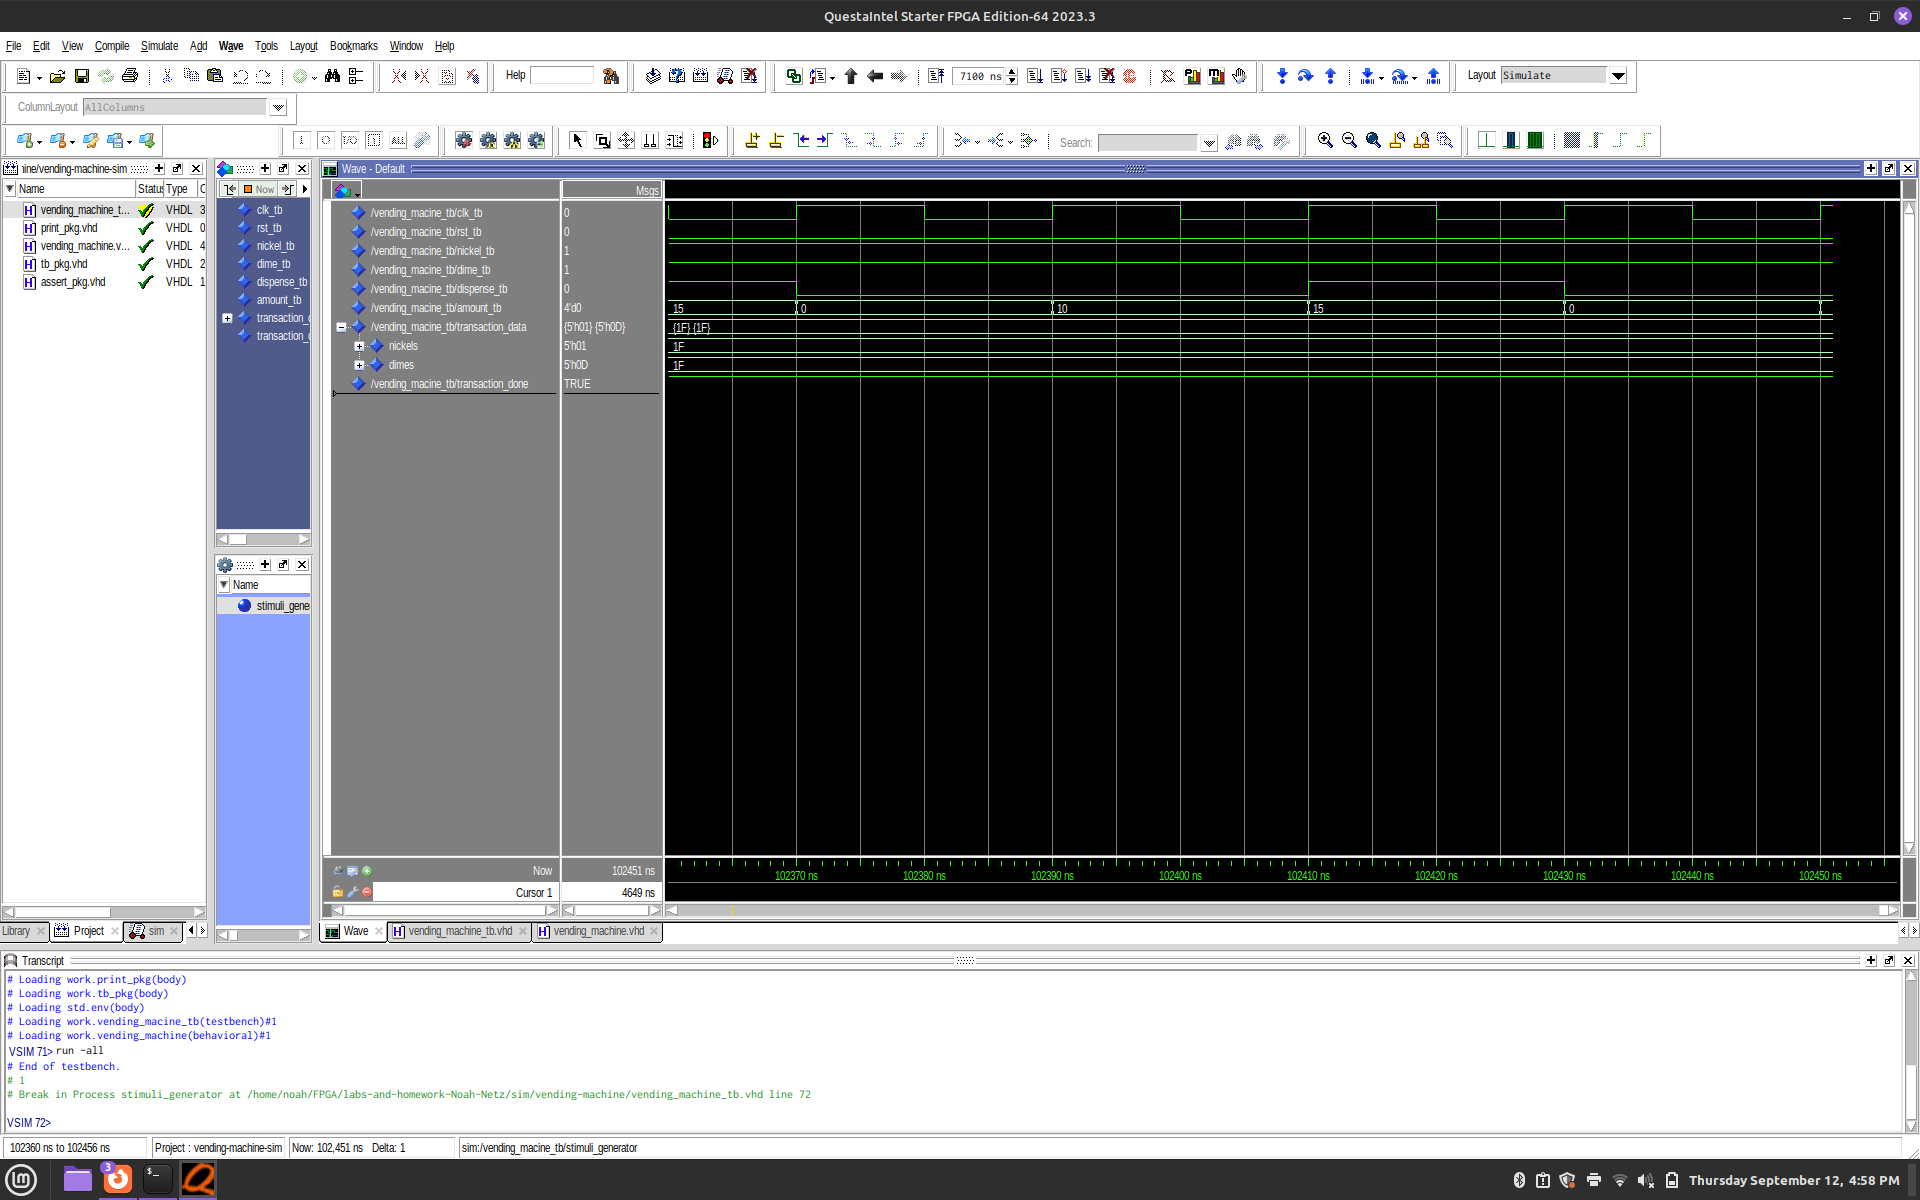 QuestaIntel Starter FPGA Edition-64 2023.3
File Edit View Compile Simulate Add Wave Tools Layout Bookmarks Window Help
Help 7100 ns Layout Simulate
ColumnLayout AllColumns
Search:
ine/vending-machine-sim
Name Status Type
vending_machine_t... VHDL 3
print_pkg.vhd VHDL 0
vending_machine.v... VHDL 4
tb_pkg.vhd VHDL 2
assert_pkg.vhd VHDL 1
Library Project sim
Now
clk_tb
rst_tb
nickel_tb
dime_tb
dispense_tb
amount_tb
transaction_
transaction_
Name
stimuli_gene
Wave - Default
Msgs
/vending_macine_tb/clk_tb 0
/vending_macine_tb/rst_tb 0
/vending_macine_tb/nickel_tb 1
/vending_macine_tb/dime_tb 1
/vending_macine_tb/dispense_tb 0
/vending_macine_tb/amount_tb 4'd0 15 0 10 15 0
/vending_macine_tb/transaction_data {5'h01} {5'h0D} {1F} {1F}
nickels 5'h01 1F
dimes 5'h0D 1F
/vending_macine_tb/transaction_done TRUE
Now 102451 ns
102370 ns 102380 ns 102390 ns 102400 ns 102410 ns 102420 ns 102430 ns 102440 ns 102450 ns
Cursor 1 4649 ns
Wave vending_machine_tb.vhd vending_machine.vhd
Transcript
# Loading work.print_pkg(body)
# Loading work.tb_pkg(body)
# Loading std.env(body)
# Loading work.vending_macine_tb(testbench)#1
# Loading work.vending_machine(behavioral)#1
VSIM 71> run -all
# End of testbench.
# 1
# Break in Process stimuli_generator at /home/noah/FPGA/labs-and-homework-Noah-Netz/sim/vending-machine/vending_machine_tb.vhd line 72
VSIM 72>
102360 ns to 102456 ns Project : vending-machine-sim Now: 102,451 ns Delta: 1 sim:/vending_macine_tb/stimuli_generator
3
Thursday September 12, 4:58 PM